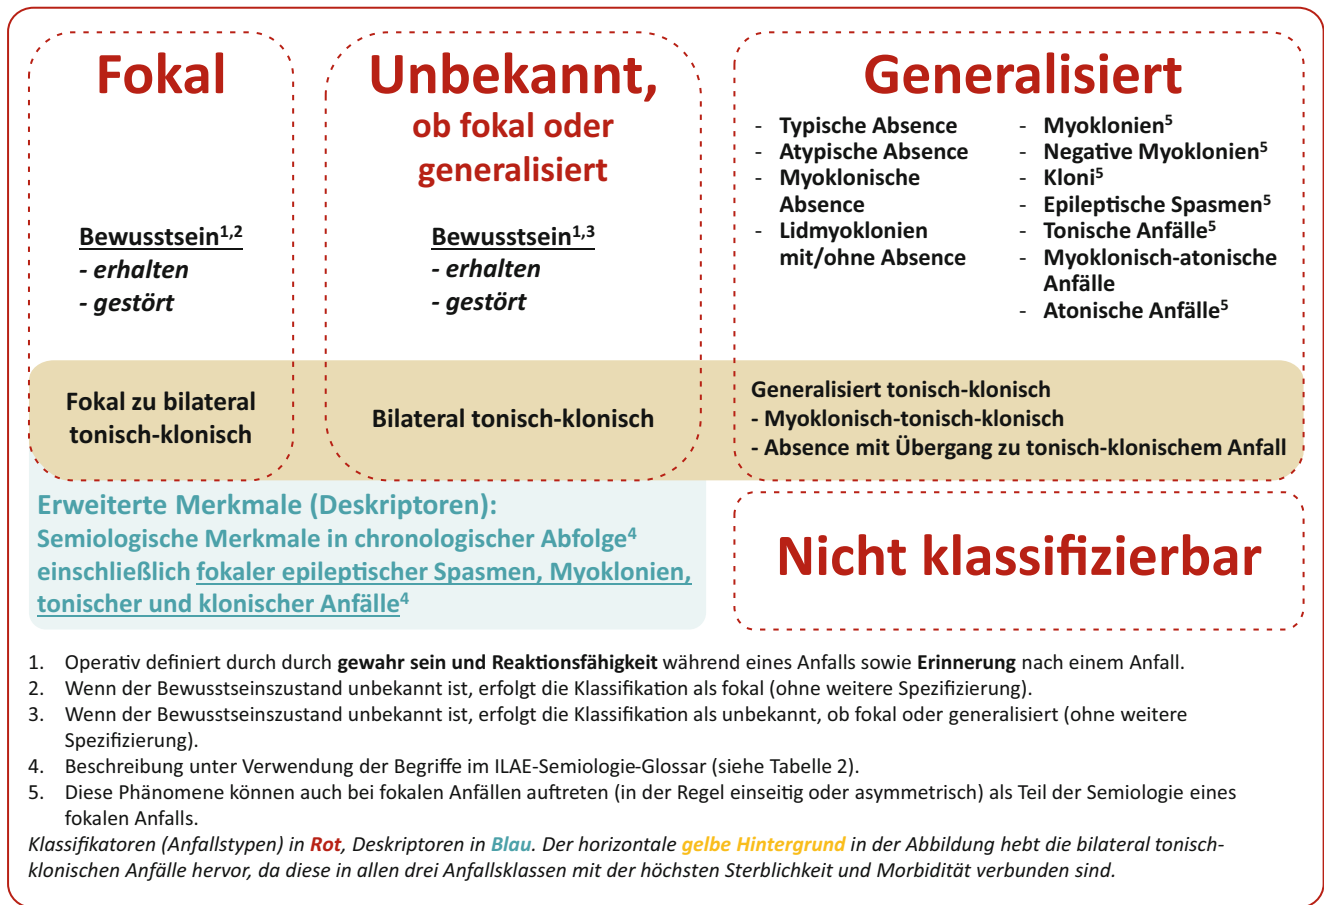 Fokal
Bewusstsein1,2
- erhalten
- gestört
Unbekannt,
ob fokal oder
generalisiert
Bewusstsein1,3
- erhalten
- gestört
Generalisiert
- Typische Absence
- Atypische Absence
- Myoklonische
Absence
- Lidmyoklonien
mit/ohne Absence
- Myoklonien5
- Negative Myoklonien5
- Kloni5
- Epileptische Spasmen5
- Tonische Anfälle5
- Myoklonisch-atonische
Anfälle
- Atonische Anfälle5
Fokal zu bilateral
tonisch-klonisch
Bilateral tonisch-klonisch
Generalisiert tonisch-klonisch
- Myoklonisch-tonisch-klonisch
- Absence mit Übergang zu tonisch-klonischem Anfall
Erweiterte Merkmale (Deskriptoren):
Semiologische Merkmale in chronologischer Abfolge4
einschließlich fokaler epileptischer Spasmen, Myoklonien,
tonischer und klonischer Anfälle4
Nicht klassifizierbar
1. Operativ definiert durch durch gewahr sein und Reaktionsfähigkeit während eines Anfalls sowie Erinnerung nach einem Anfall.
2. Wenn der Bewusstseinszustand unbekannt ist, erfolgt die Klassifikation als fokal (ohne weitere Spezifizierung).
3. Wenn der Bewusstseinszustand unbekannt ist, erfolgt die Klassifikation als unbekannt, ob fokal oder generalisiert (ohne weitere
Spezifizierung).
4. Beschreibung unter Verwendung der Begriffe im ILAE-Semiologie-Glossar (siehe Tabelle 2).
5. Diese Phänomene können auch bei fokalen Anfällen auftreten (in der Regel einseitig oder asymmetrisch) als Teil der Semiologie eines
fokalen Anfalls.
Klassifikatoren (Anfallstypen) in Rot, Deskriptoren in Blau. Der horizontale gelbe Hintergrund in der Abbildung hebt die bilateral tonisch-
klonischen Anfälle hervor, da diese in allen drei Anfallsklassen mit der höchsten Sterblichkeit und Morbidität verbunden sind.